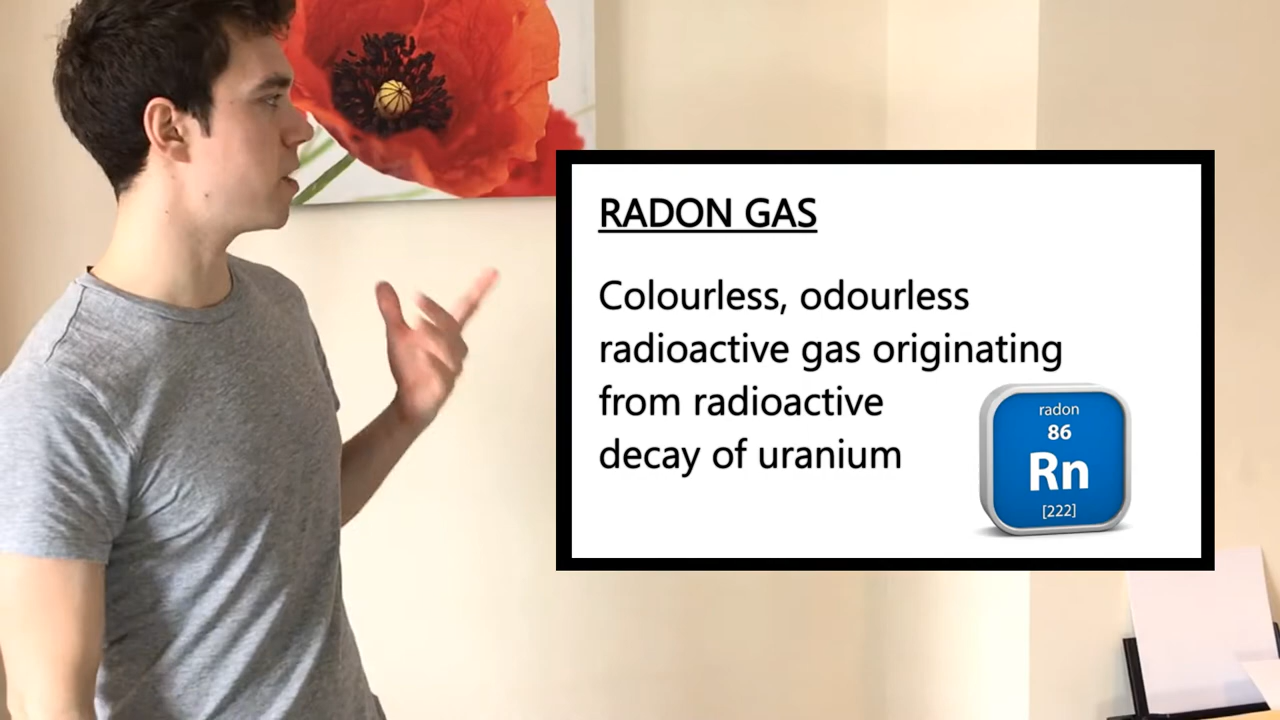 RADON GAS
Colourless, odourless
radioactive gas originating
from radioactive
decay of uranium
radon
86
Rn
[222]